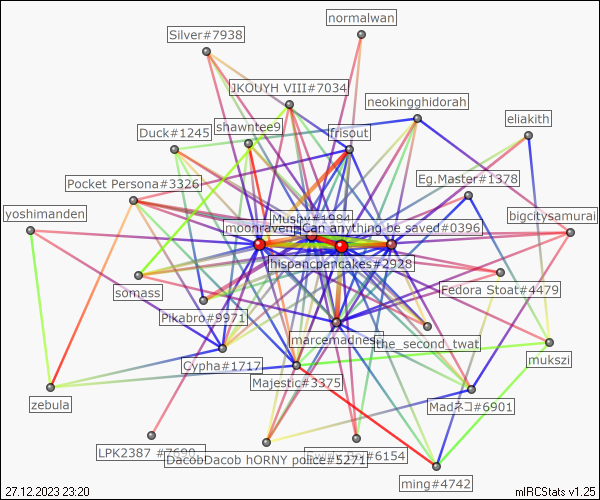 normalwan
Silver#7938
JKOUYH VIII#7034
neokingghidorah
eliakith
shawntee9
Duck#1245
frisout
Pocket Persona#3326
Eg.Master#1378
yoshimanden
Mushu#1984
bigcitysamurai
moonraven
Can anything be saved#0396
hispancpancakes#2928
somass
Fedora Stoat#4479
Pikabro#9971
marcemadness
the_second_twat
mukszi
Cypha#1717
Majestic#3375
zebula
Madネコ#6901
LPK2387 #7690
#6154
DacobDacob hORNY police#5271
ming#4742
27.12.2023 23:20
mIRCStats v1.25